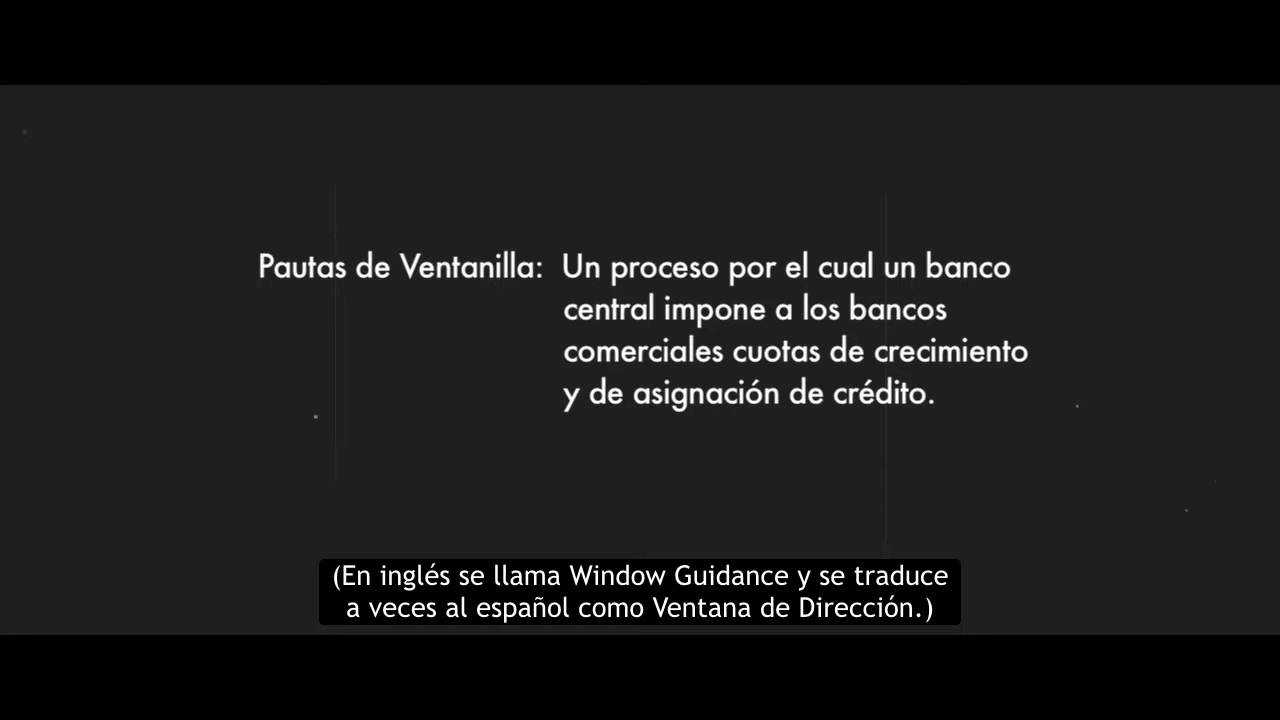 Pautas de Ventanilla: Un proceso por el cual un banco
central impone a los bancos
comerciales cuotas de crecimiento
y de asignación de crédito.
(En inglés se llama Window Guidance y se traduce
a veces al español como Ventana de Dirección.)